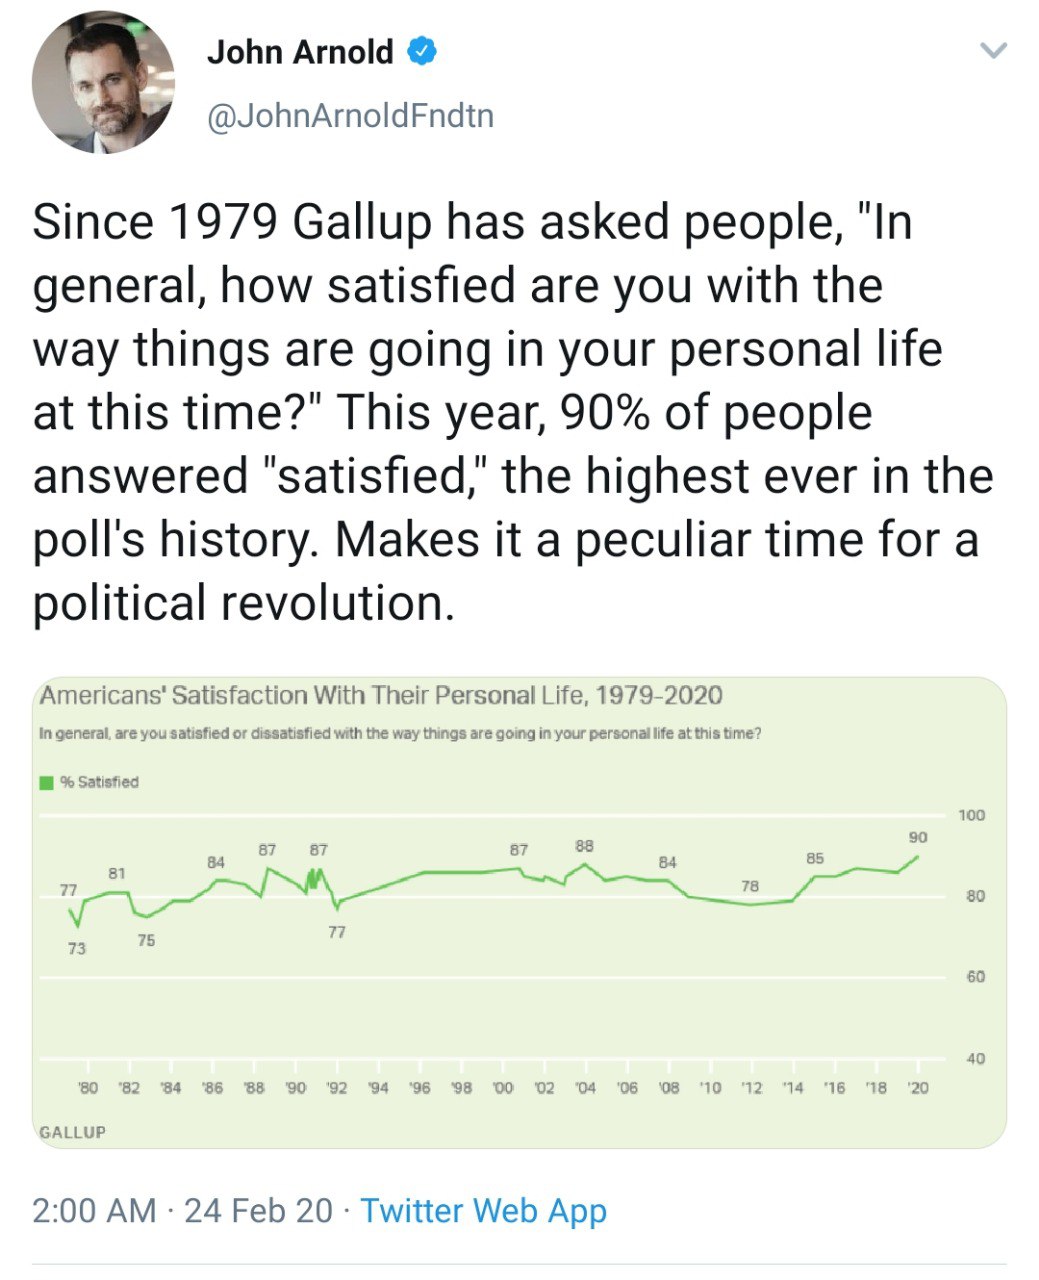 John Arnold
@JohnArnoldFndtn
Since 1979 Gallup has asked people, "In
general, how satisfied are you with the
way things are going in your personal life
at this time?" This year, 90% of people
answered "satisfied," the highest ever in the
poll's history. Makes it a peculiar time for a
political revolution.
Americans' Satisfaction With Their Personal Life, 1979-2020
In general, are you satisfied or dissatisfied with the way things are going in your personal life at this time?
% Satisfied
100
90
88
87 87 87
84 84 85
81
77 78
80
77
75
73
60
40
'80 '82 '84 '86 '88 '90 '92 '94 '96 '98 '00 '02 '04 '06 '08 '10 '12 '14 '16 '18 '20
GALLUP
2:00 AM · 24 Feb 20 · Twitter Web App